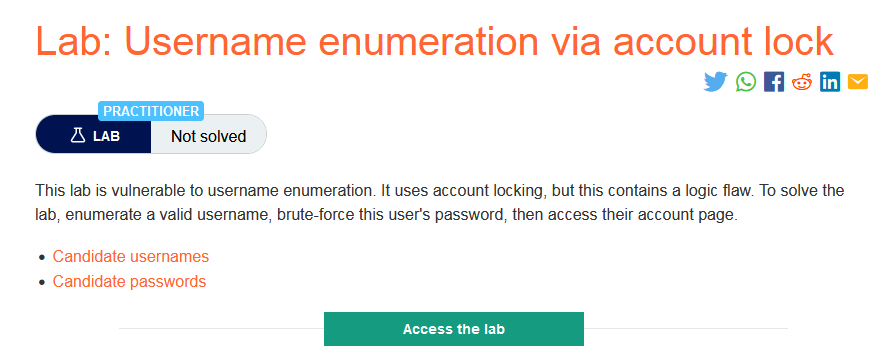 Lab: Username enumeration via account lock
PRACTITIONER
LAB
Not solved
This lab is vulnerable to username enumeration. It uses account locking, but this contains a logic flaw. To solve the
lab, enumerate a valid username, brute-force this user's password, then access their account page.
Candidate usernames
Candidate passwords
Access the lab